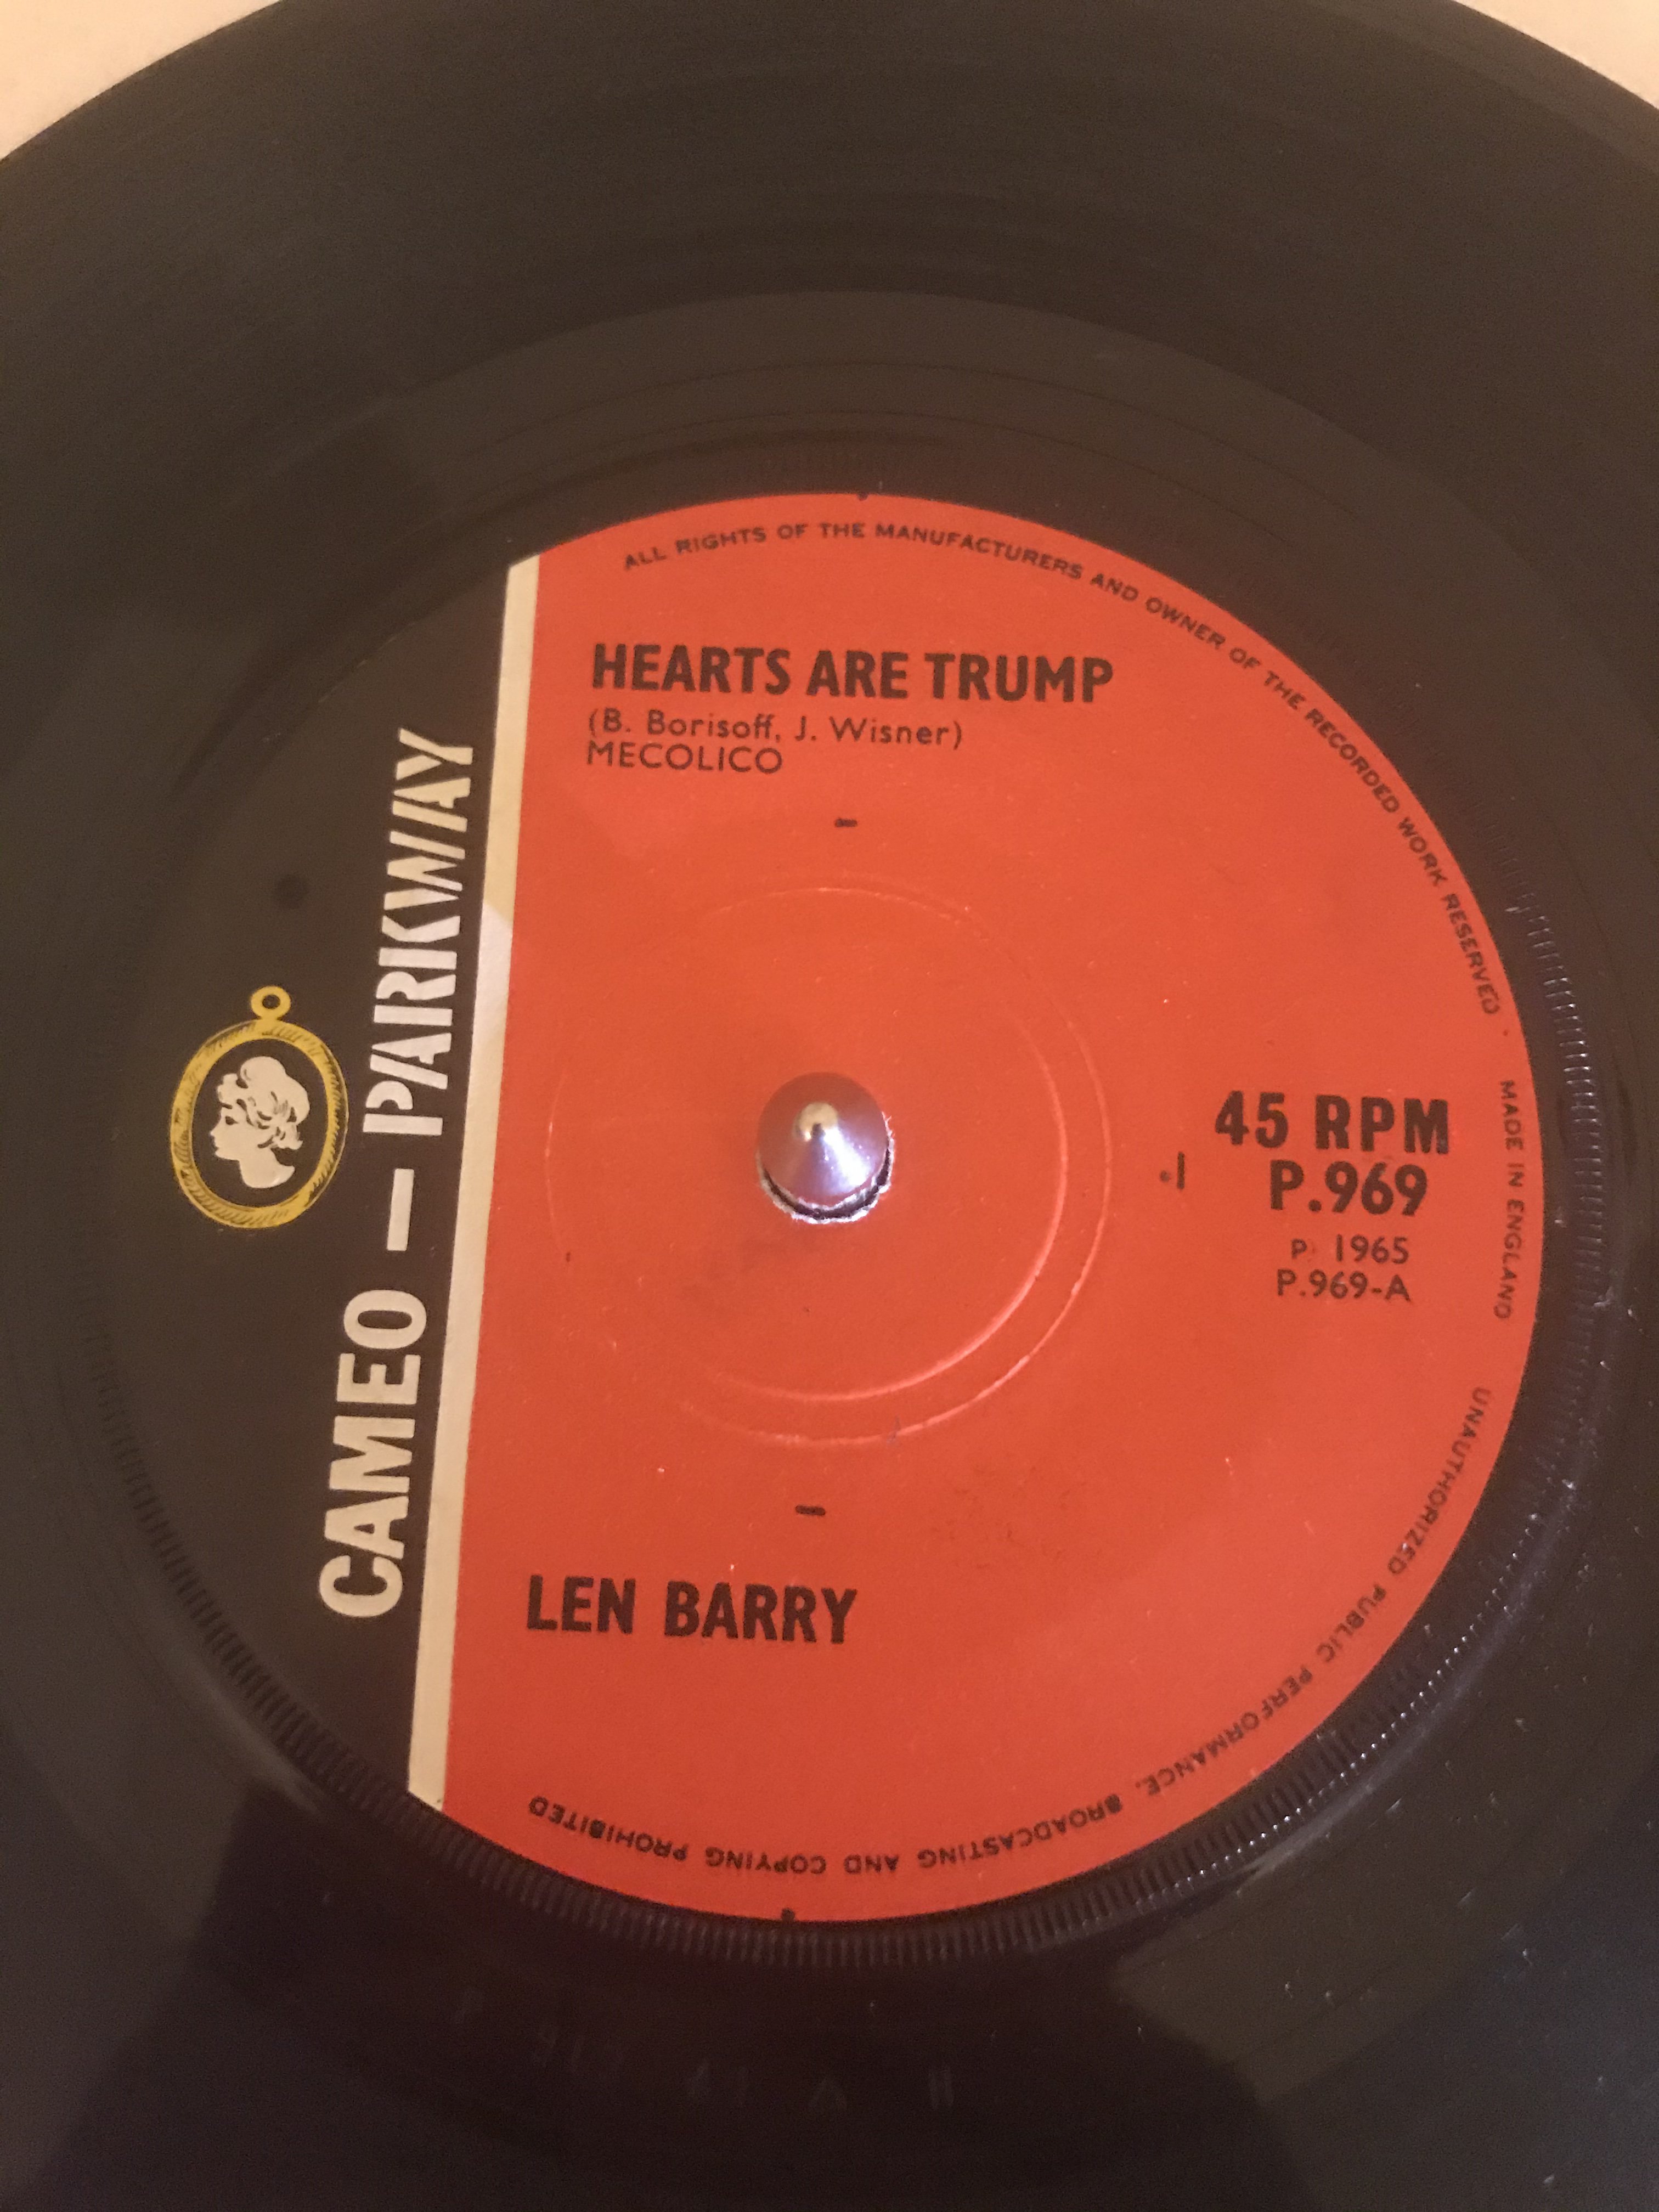 ALL RIGHTS OF THE MANUFACTURERS AND OWNER OF THE RECORDED WORK RESERVED · MADE IN ENGLAND
UNAUTHORIZED PUBLIC PERFORMANCE, BROADCASTING AND COPYING PROHIBITED
CAMEO — PARKWAY
HEARTS ARE TRUMP
(B. Borisoff, J. Wisner)
MECOLICO
45 RPM
P.969
P 1965
P.969-A
LEN BARRY